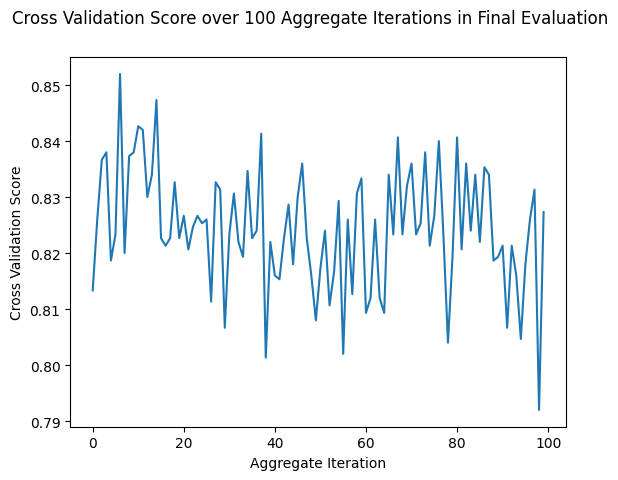 Cross Validation Score over 100 Aggregate Iterations in Final Evaluation
0.85
0.84
0.83
0.82
0.81
0.80
0.79
Cross Validation Score
0 20 40 60 80 100
Aggregate Iteration